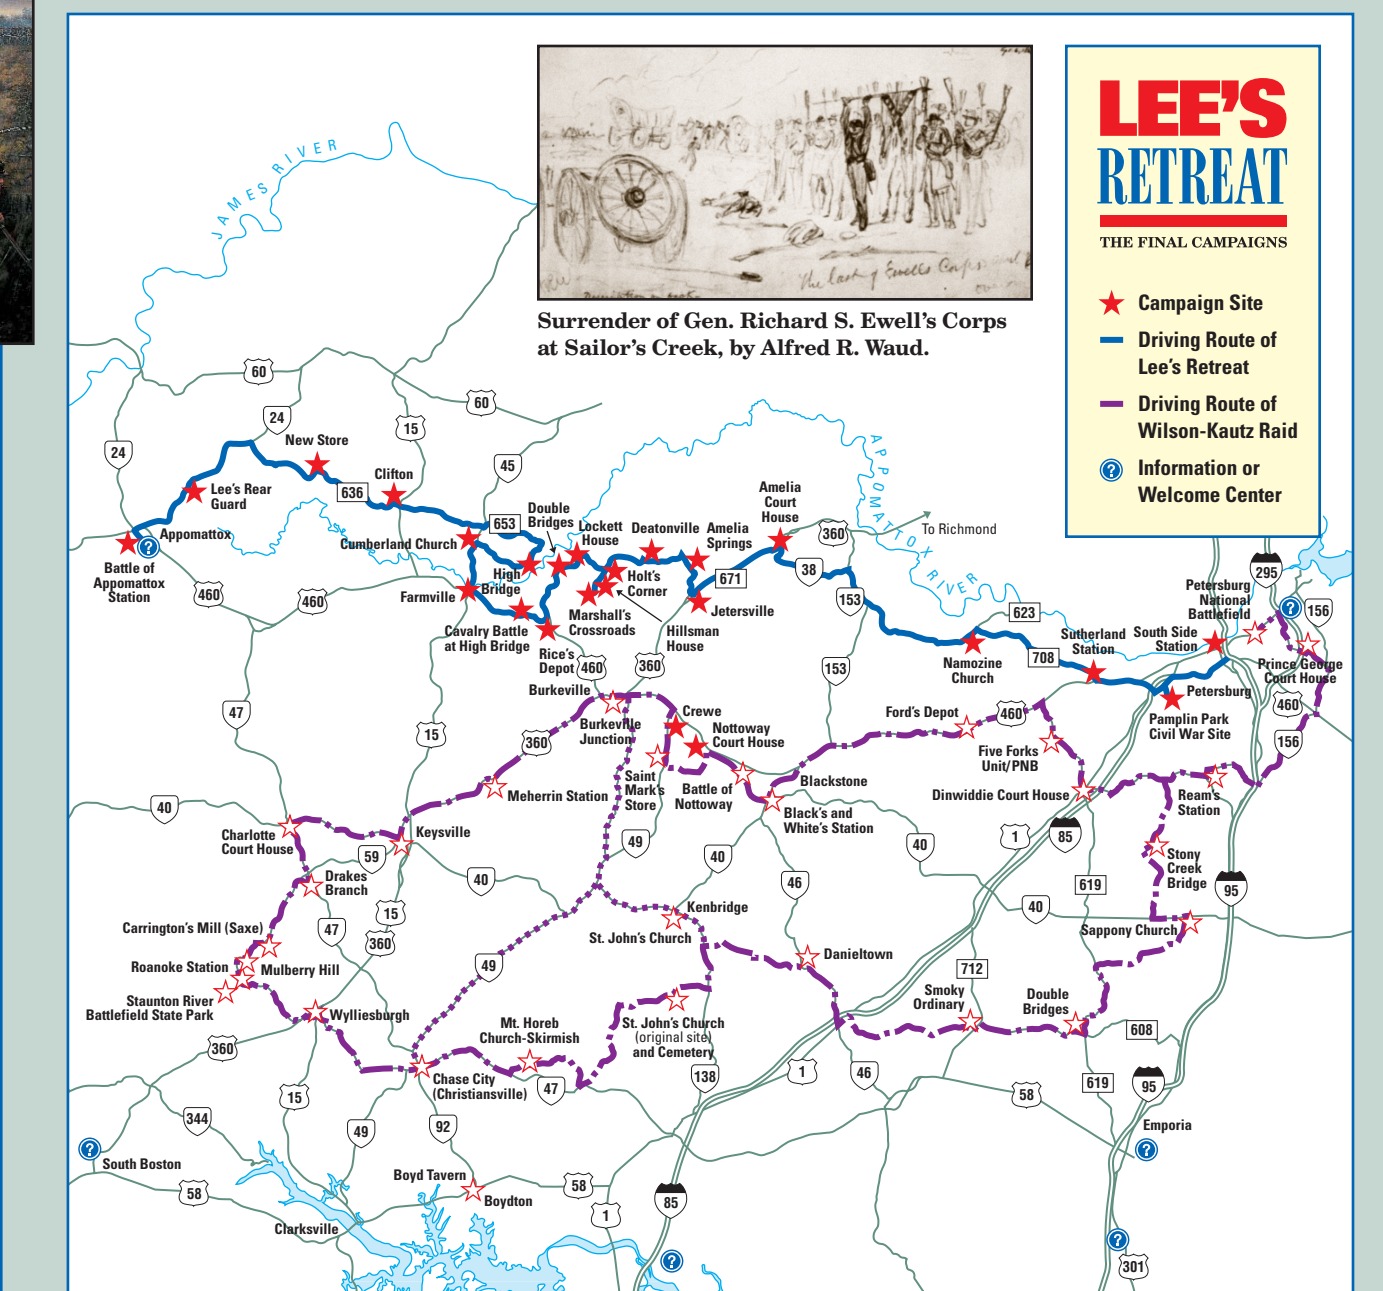 LEE'S
RETREAT
THE FINAL CAMPAIGNS
Campaign Site
Driving Route of
Lee's Retreat
Driving Route of
Wilson-Kautz Raid
? Information or
Welcome Center
The last of Ewells Corps
Surrender of Gen. Richard S. Ewell's Corps
at Sailor's Creek, by Alfred R. Waud.
JAMES RIVER
60
60
24
24
15
45
New Store
Clifton
636
Lee's Rear
Guard
Appomattox
?
Battle of
Appomattox
Station
460
460
Cumberland Church
653
Double
Bridges
Lockett
House
Deatonville
Amelia
Springs
Amelia
Court
House
360
To Richmond
APPOMATTOX RIVER
High
Bridge
Farmville
Holt's
Corner
671
38
Jetersville
Marshall's
Crossroads
Hillsman
House
Cavalry Battle
at High Bridge
Rice's
Depot
460
360
153
153
623
Namozine
Church
708
Sutherland
Station
South Side
Station
Petersburg
National
Battlefield
295
?
156
Prince George
Court House
Petersburg
Pamplin Park
Civil War Site
460
156
47
15
Burkeville
Burkeville
Junction
360
Crewe
Nottoway
Court House
Ford's Depot
460
Five Forks
Unit/PNB
Meherrin Station
Saint
Mark's
Store
Battle of
Nottoway
Blackstone
Dinwiddie Court House
Ream's
Station
40
Charlotte
Court House
Keysville
59
Black's and
White's Station
49
40
40
1
85
Stony
Creek
Bridge
Drakes
Branch
40
46
619
95
15
47
360
Kenbridge
40
Sappony Church
Carrington's Mill (Saxe)
St. John's Church
Roanoke Station
Mulberry Hill
49
Danieltown
712
Staunton River
Battlefield State Park
Wylliesburgh
Smoky
Ordinary
Double
Bridges
Mt. Horeb
Church-Skirmish
St. John's Church
(original site)
and Cemetery
608
360
Chase City
(Christiansville)
47
138
1
46
619
95
58
15
344
49
92
Emporia
?
?
South Boston
58
Boyd Tavern
Boydton
58
1
85
Clarksville
?
?
301